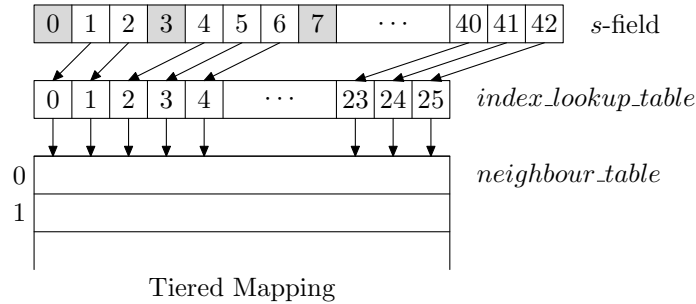 0 1 2 3 4 5 6 7 ··· 40 41 42 s-field
0 1 2 3 4 ··· 23 24 25 index_lookup_table
0 neighbour_table
1
Tiered Mapping